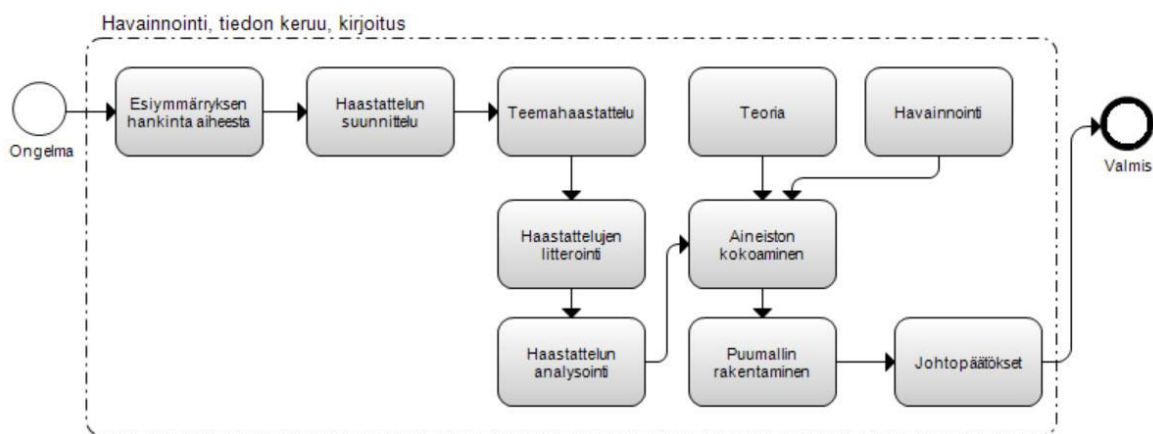 Havainnointi, tiedon keruu, kirjoitus
Ongelma
Esiymmärryksen
hankinta aiheesta
Haastattelun
suunnittelu
Teemahaastattelu
Teoria
Havainnointi
Valmis
Haastattelujen
litterointi
Aineiston
kokoaminen
Haastattelun
analysointi
Puumallin
rakentaminen
Johtopäätökset